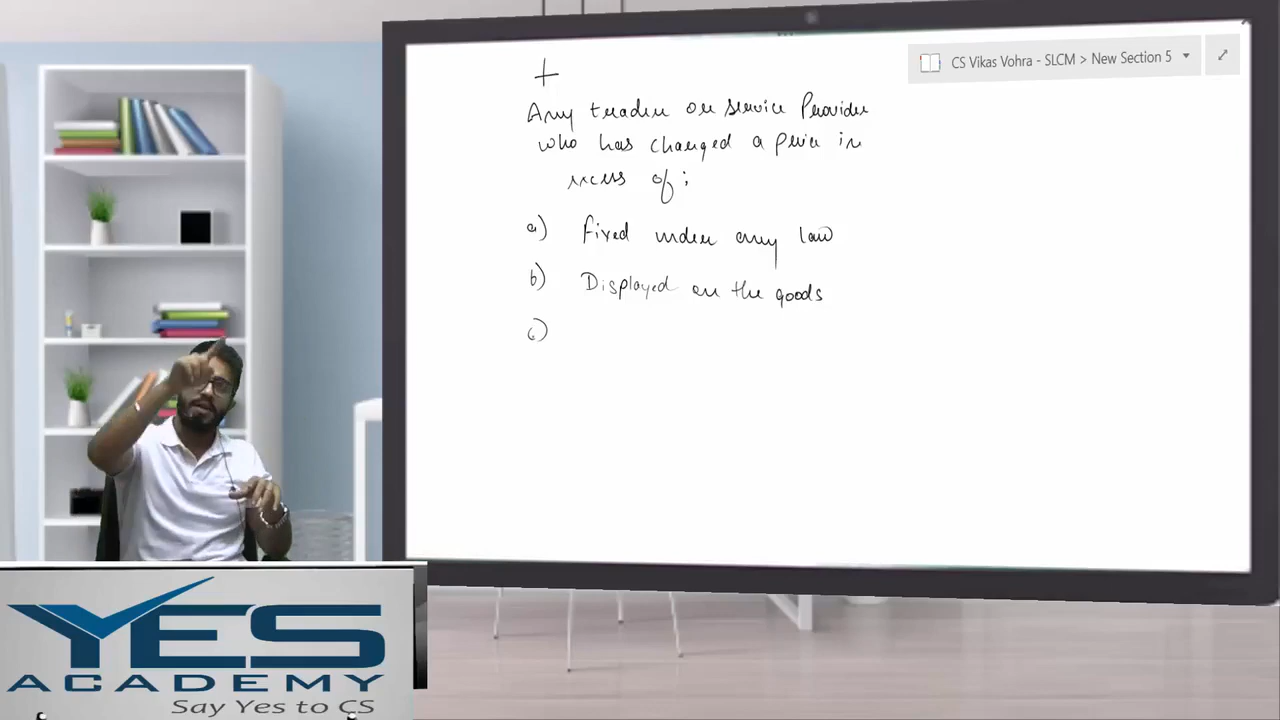 CS Vikas Vohra - SLCM > New Section 5
+
Any trader or service Provider
who has charged a price in
excess of ;
a) Fixed under any law
b) Displayed on the goods
c)
YES
ACADEMY
Say Yes to CS